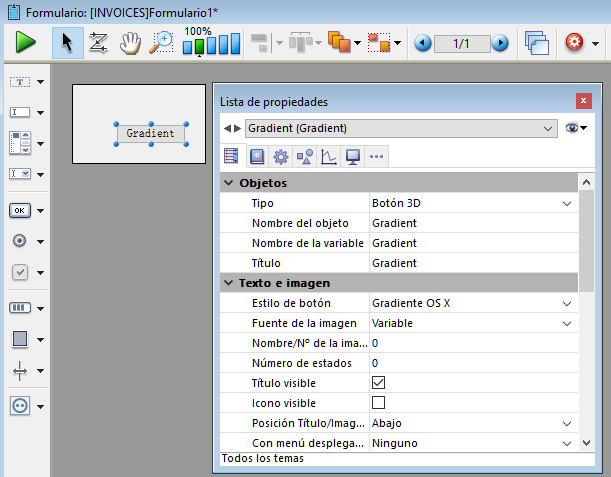 Formulario: [INVOICES]Formulario1*
100%
1/1
T
OK
Gradient
Lista de propiedades
Gradient (Gradient)
Objetos
Tipo Botón 3D
Nombre del objeto Gradient
Nombre de la variable Gradient
Título Gradient
Texto e imagen
Estilo de botón Gradiente OS X
Fuente de la imagen Variable
Nombre/Nº de la ima... 0
Número de estados 0
Título visible
Icono visible
Posición Título/Imag... Abajo
Con menú desplega... Ninguno
Todos los temas